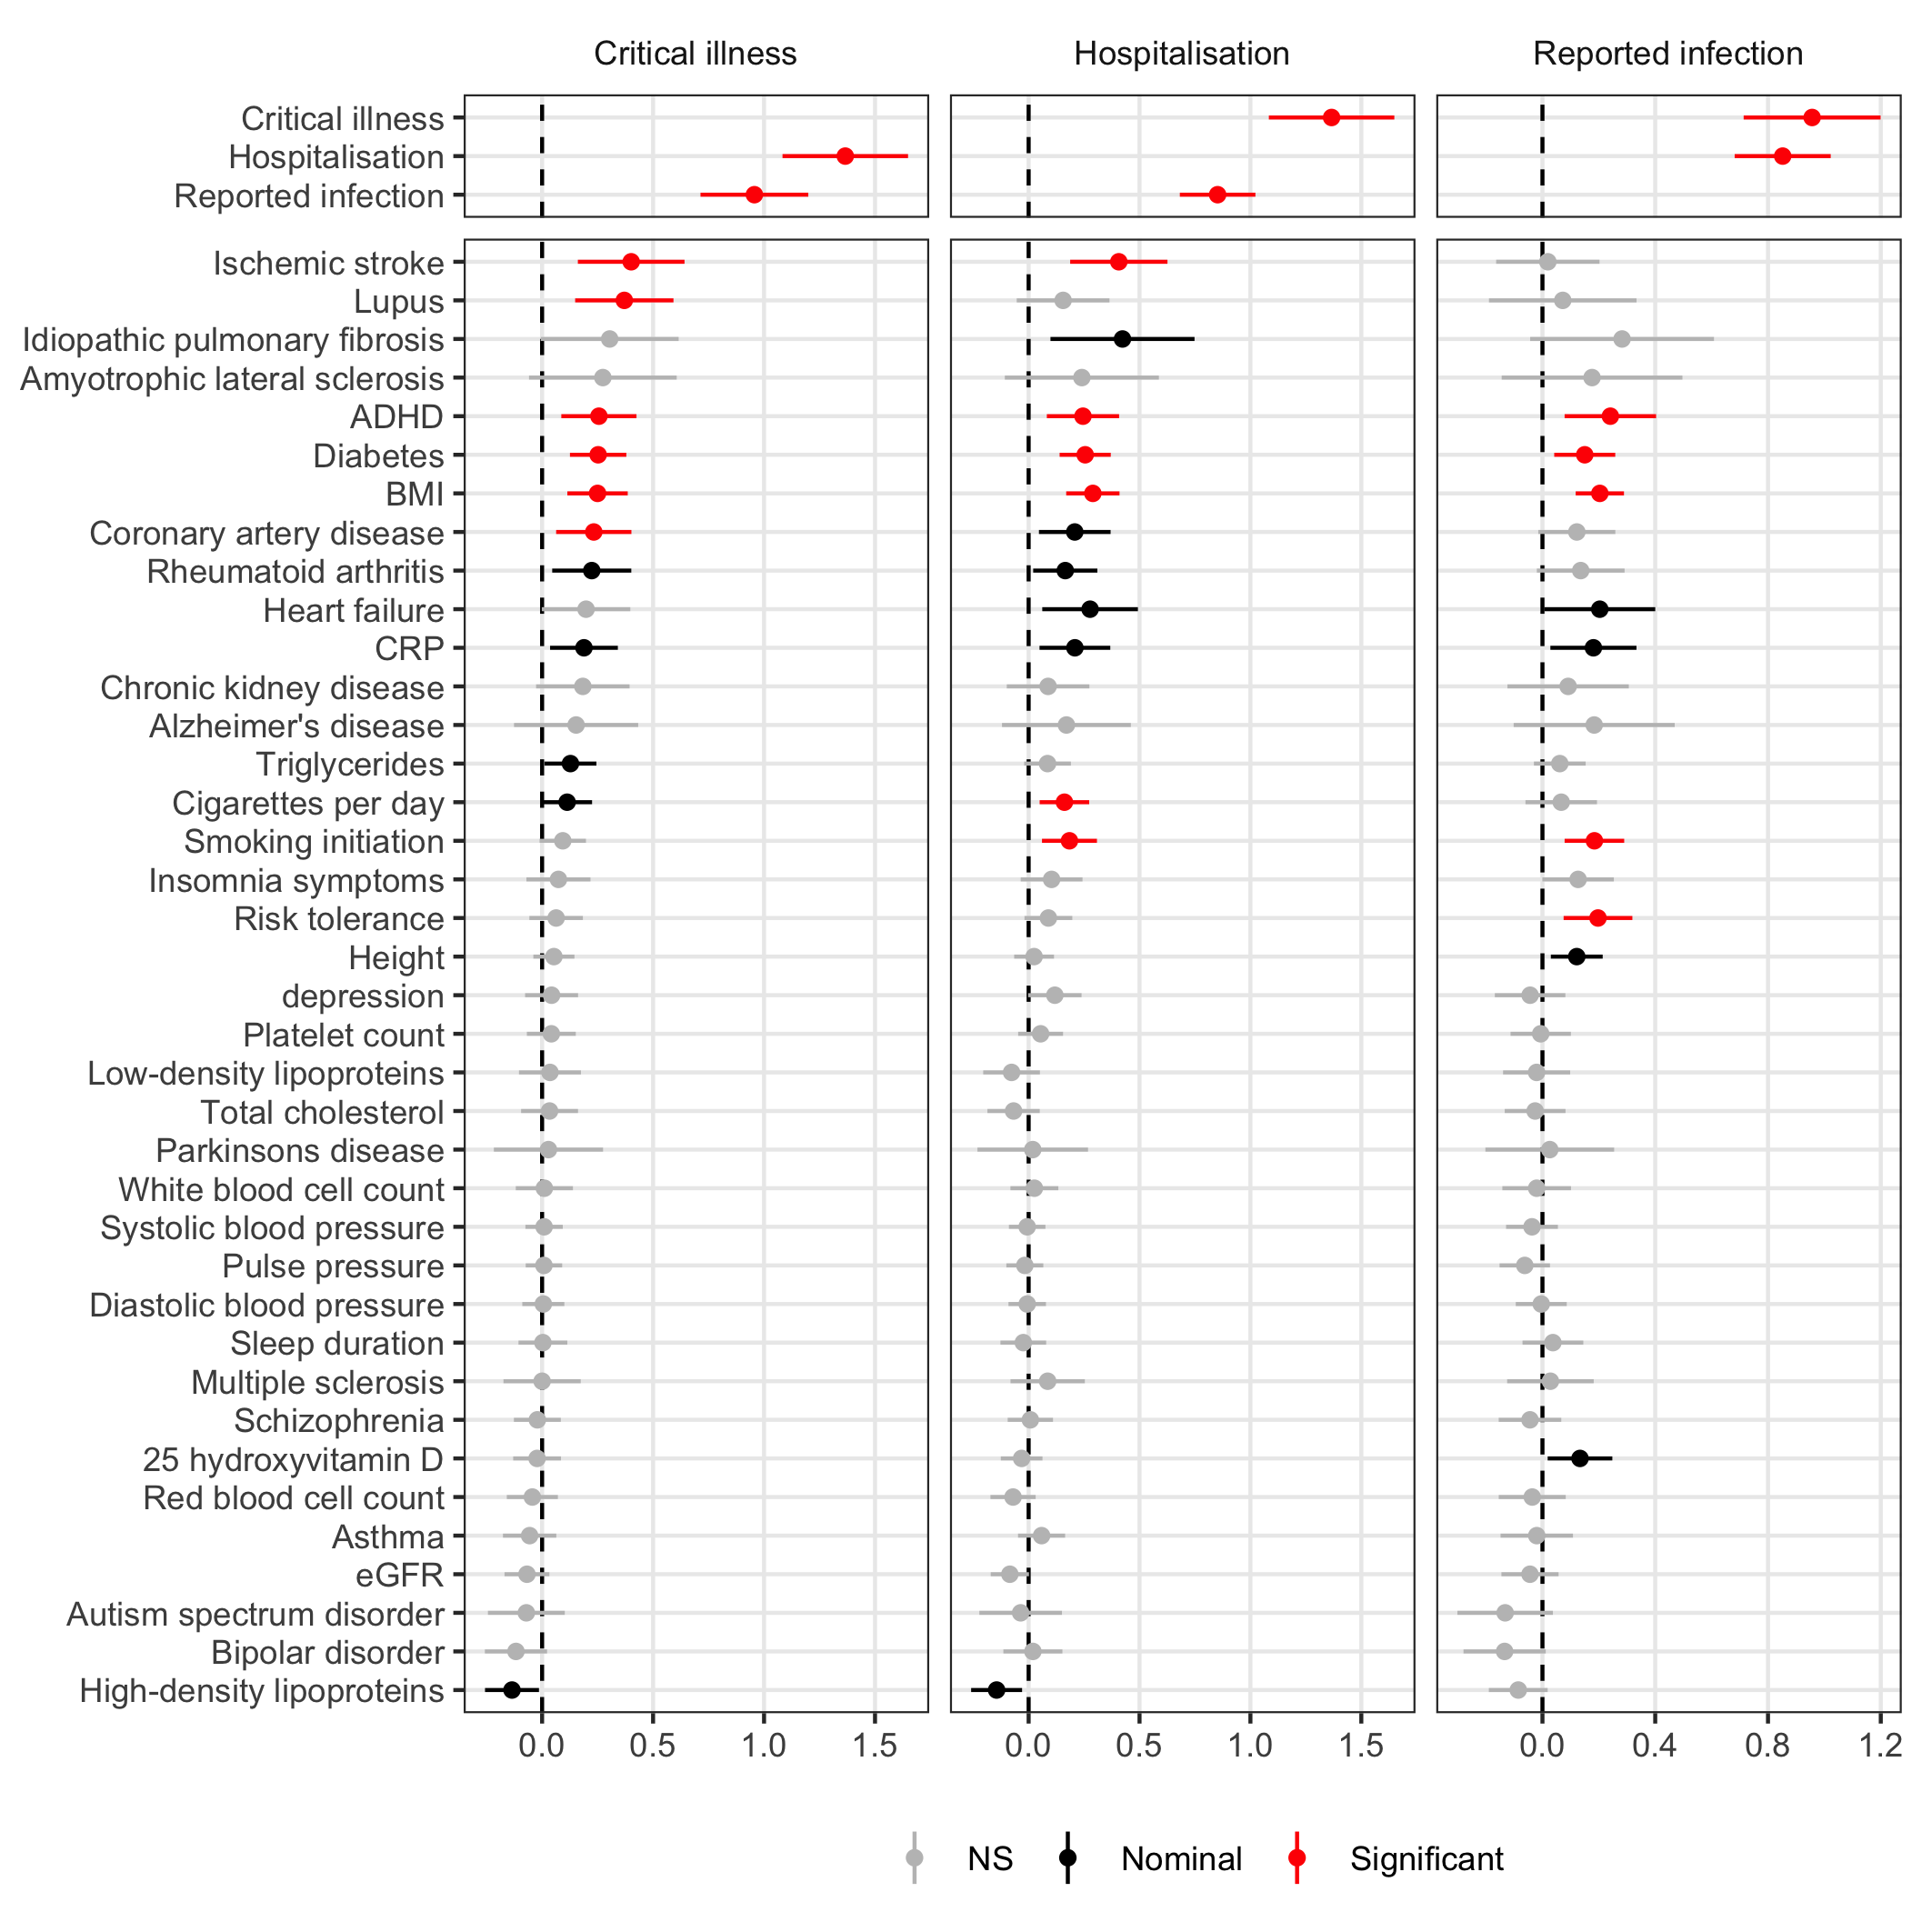 Critical illness Hospitalisation Reported infection
Critical illness
Hospitalisation
Reported infection
Ischemic stroke
Lupus
Idiopathic pulmonary fibrosis
Amyotrophic lateral sclerosis
ADHD
Diabetes
BMI
Coronary artery disease
Rheumatoid arthritis
Heart failure
CRP
Chronic kidney disease
Alzheimer's disease
Triglycerides
Cigarettes per day
Smoking initiation
Insomnia symptoms
Risk tolerance
Height
depression
Platelet count
Low-density lipoproteins
Total cholesterol
Parkinsons disease
White blood cell count
Systolic blood pressure
Pulse pressure
Diastolic blood pressure
Sleep duration
Multiple sclerosis
Schizophrenia
25 hydroxyvitamin D
Red blood cell count
Asthma
eGFR
Autism spectrum disorder
Bipolar disorder
High-density lipoproteins
0.0 0.5 1.0 1.5 0.0 0.5 1.0 1.5 0.0 0.4 0.8 1.2
NS Nominal Significant